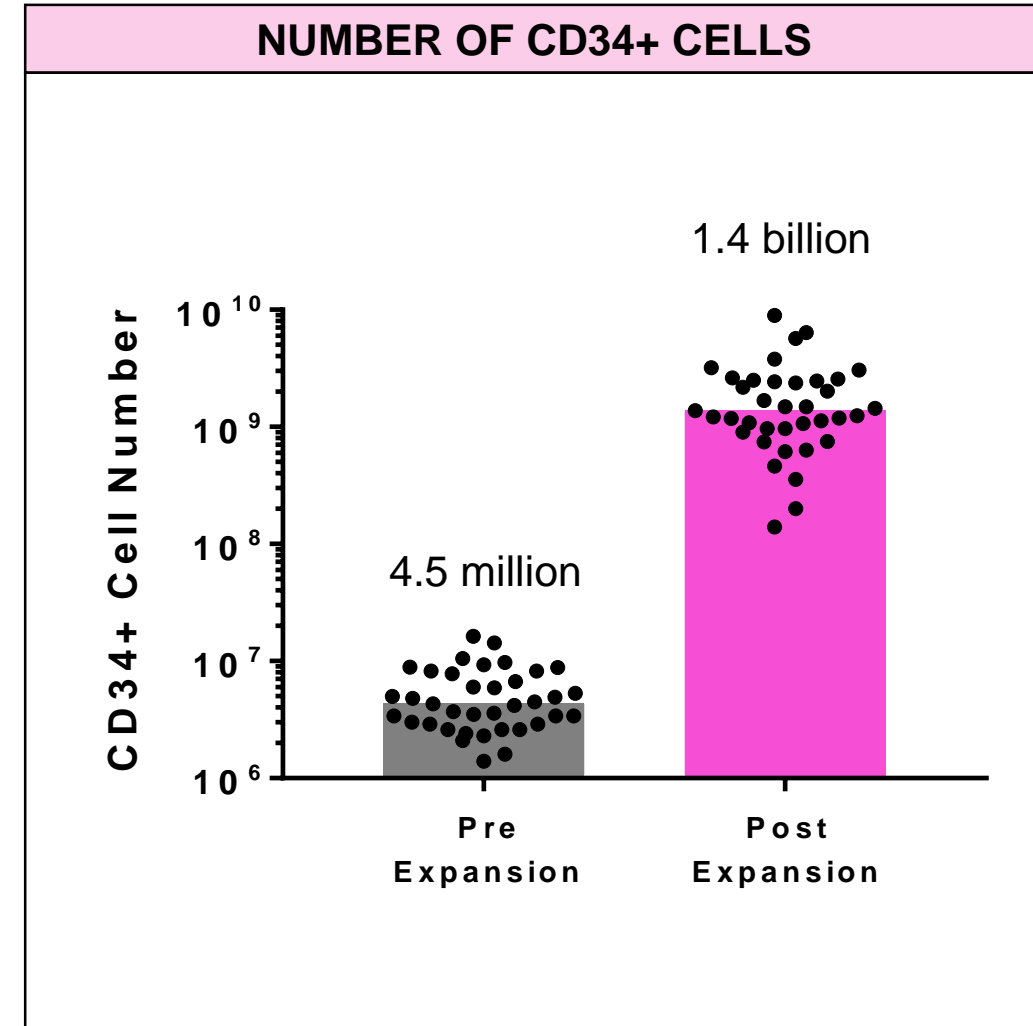 NUMBER OF CD34+ CELLS
1.4 billion
4.5 million
CD34+ Cell Number
10^10
10^9
10^8
10^7
10^6
Pre
Expansion
Post
Expansion